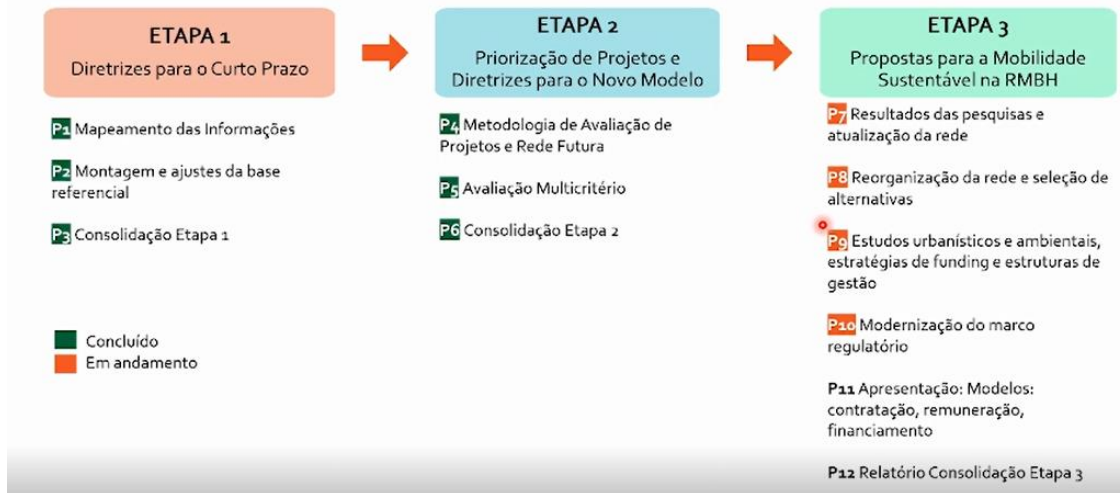 ETAPA 1
Diretrizes para o Curto Prazo
P1 Mapeamento das Informações
P2 Montagem e ajustes da base
referencial
P3 Consolidação Etapa 1
Concluído
Em andamento
ETAPA 2
Priorização de Projetos e
Diretrizes para o Novo Modelo
P4 Metodologia de Avaliação de
Projetos e Rede Futura
P5 Avaliação Multicritério
P6 Consolidação Etapa 2
ETAPA 3
Propostas para a Mobilidade
Sustentável na RMBH
P7 Resultados das pesquisas e
atualização da rede
P8 Reorganização da rede e seleção de
alternativas
P9 Estudos urbanísticos e ambientais,
estratégias de funding e estruturas de
gestão
P10 Modernização do marco
regulatório
P11 Apresentação: Modelos:
contratação, remuneração,
financiamento
P12 Relatório Consolidação Etapa 3